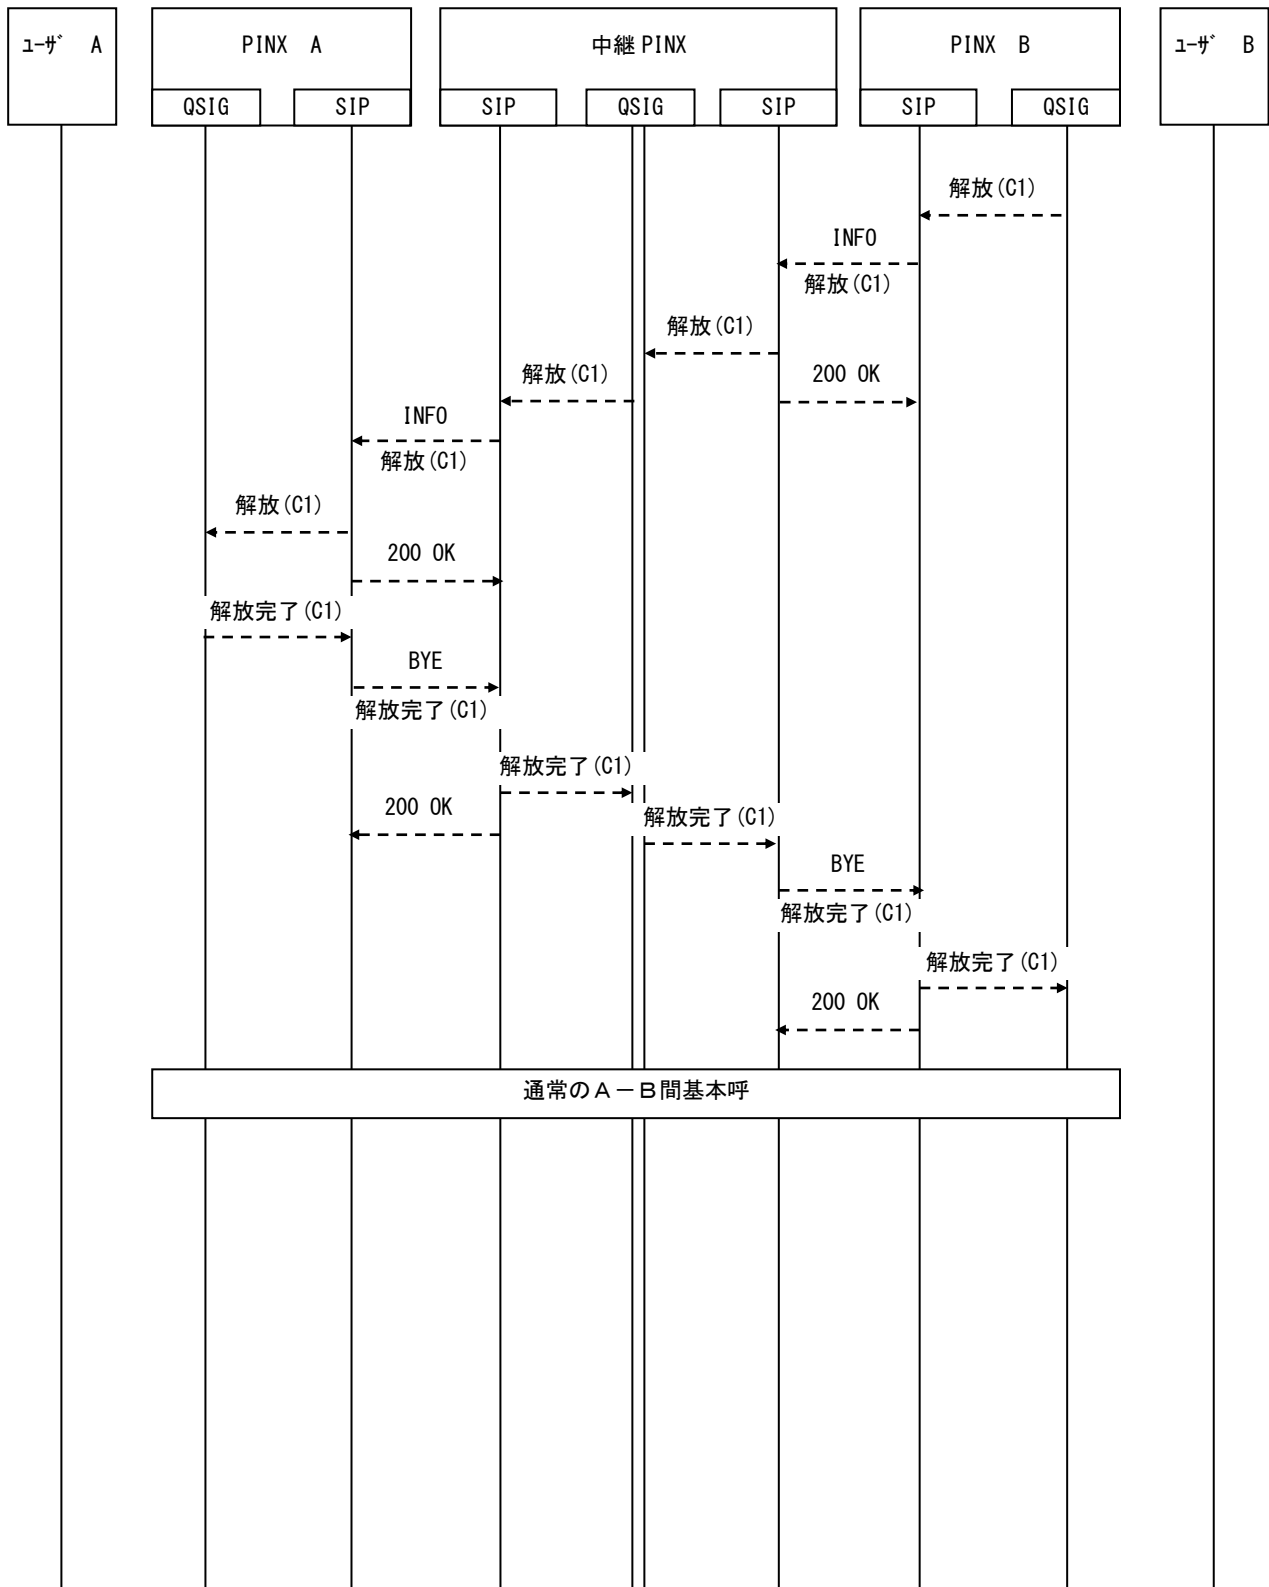 ﾕｰｻﾞ A
PINX A
中継PINX
PINX B
ﾕｰｻﾞ B
QSIG
SIP
SIP
QSIG
SIP
SIP
QSIG
解放(C1)
INFO
解放(C1)
解放(C1)
解放(C1)
200 OK
INFO
解放(C1)
解放(C1)
200 OK
解放完了(C1)
BYE
解放完了(C1)
解放完了(C1)
200 OK
解放完了(C1)
BYE
解放完了(C1)
解放完了(C1)
200 OK
通常のA－B間基本呼